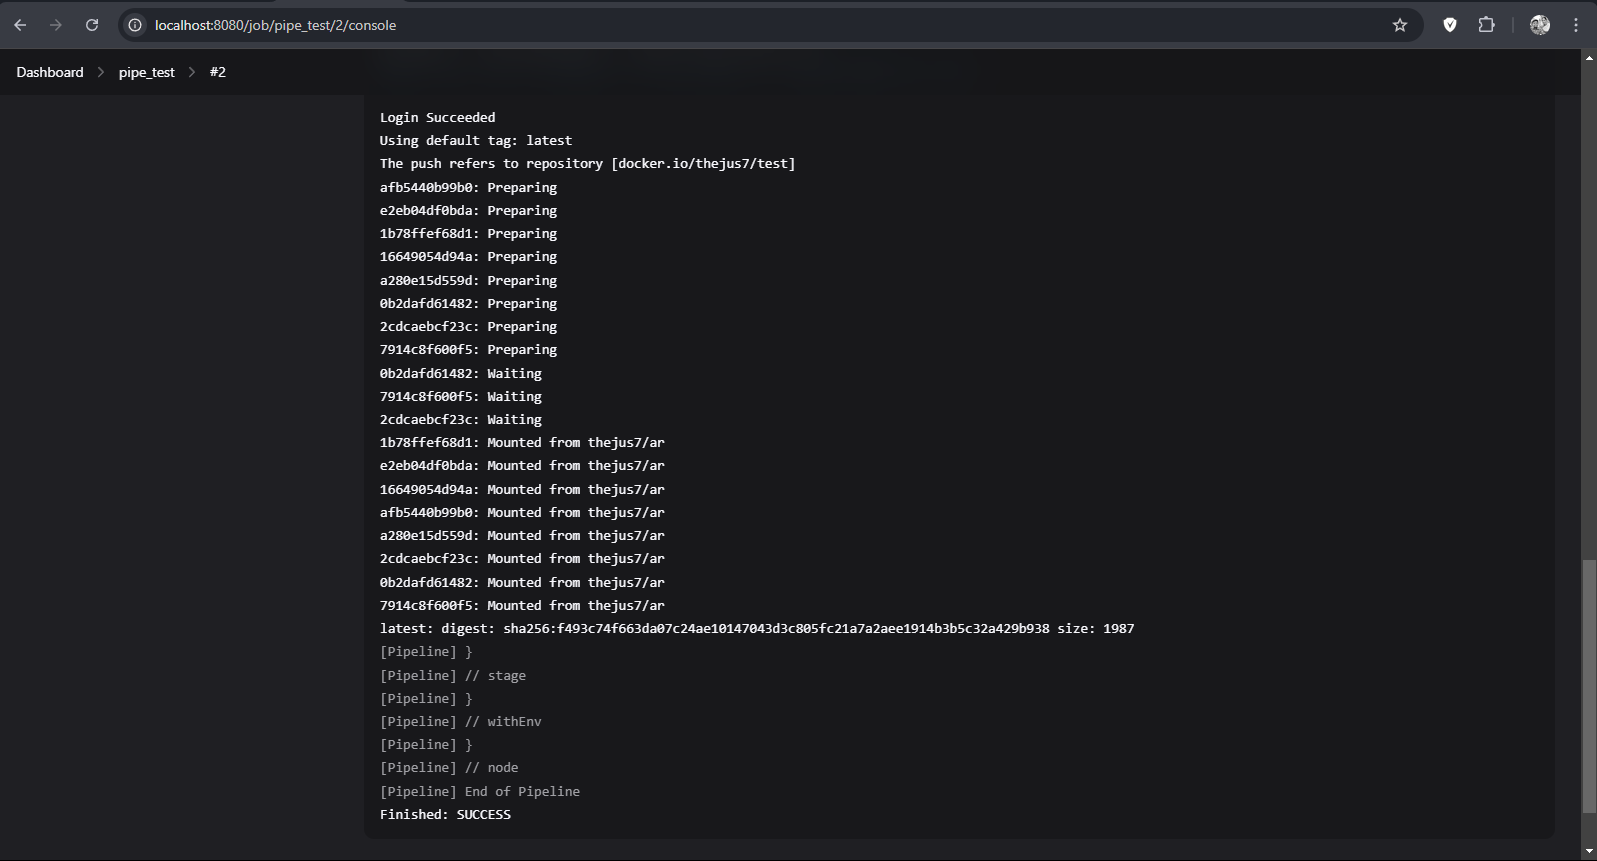 localhost:8080/job/pipe_test/2/console
Dashboard > pipe_test > #2
Login Succeeded
Using default tag: latest
The push refers to repository [docker.io/thejus7/test]
afb5440b99b0: Preparing
e2eb04df0bda: Preparing
1b78ffef68d1: Preparing
16649054d94a: Preparing
a280e15d559d: Preparing
0b2dafd61482: Preparing
2cdcaebcf23c: Preparing
7914c8f600f5: Preparing
0b2dafd61482: Waiting
7914c8f600f5: Waiting
2cdcaebcf23c: Waiting
1b78ffef68d1: Mounted from thejus7/ar
e2eb04df0bda: Mounted from thejus7/ar
16649054d94a: Mounted from thejus7/ar
afb5440b99b0: Mounted from thejus7/ar
a280e15d559d: Mounted from thejus7/ar
2cdcaebcf23c: Mounted from thejus7/ar
0b2dafd61482: Mounted from thejus7/ar
7914c8f600f5: Mounted from thejus7/ar
latest: digest: sha256:f493c74f663da07c24ae10147043d3c805fc21a7a2aee1914b3b5c32a429b938 size: 1987
[Pipeline] }
[Pipeline] // stage
[Pipeline] }
[Pipeline] // withEnv
[Pipeline] }
[Pipeline] // node
[Pipeline] End of Pipeline
Finished: SUCCESS